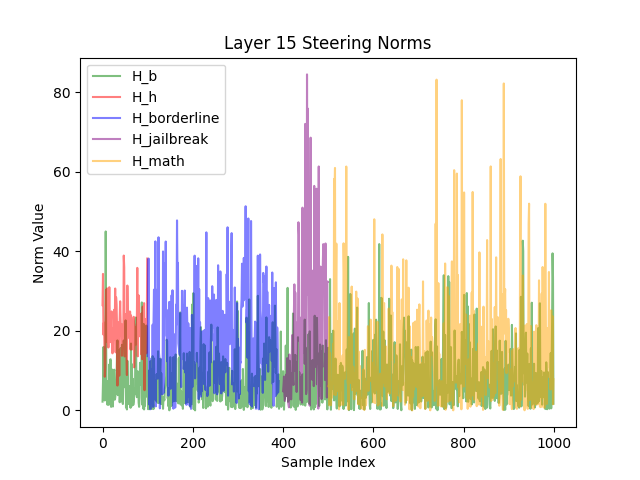 Layer 15 Steering Norms
H_b
H_h
H_borderline
H_jailbreak
H_math
Norm Value
80
60
40
20
0
0 200 400 600 800 1000
Sample Index